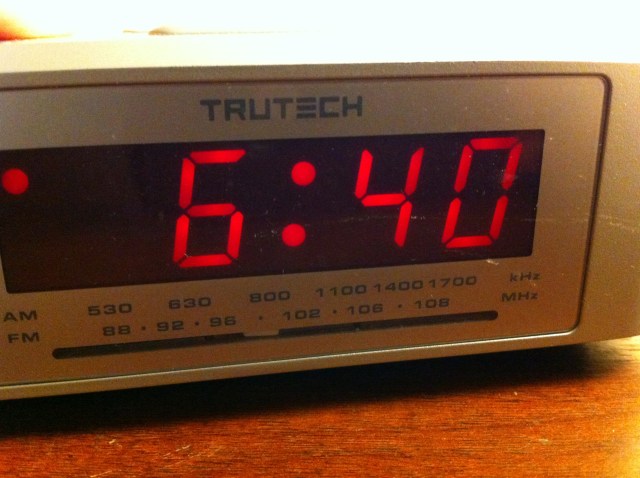 TRUTECH
6:40
AM 530 630 800 1100 1400 1700 kHz
FM 88 · 92 · 96 · 102 · 106 · 108 MHz